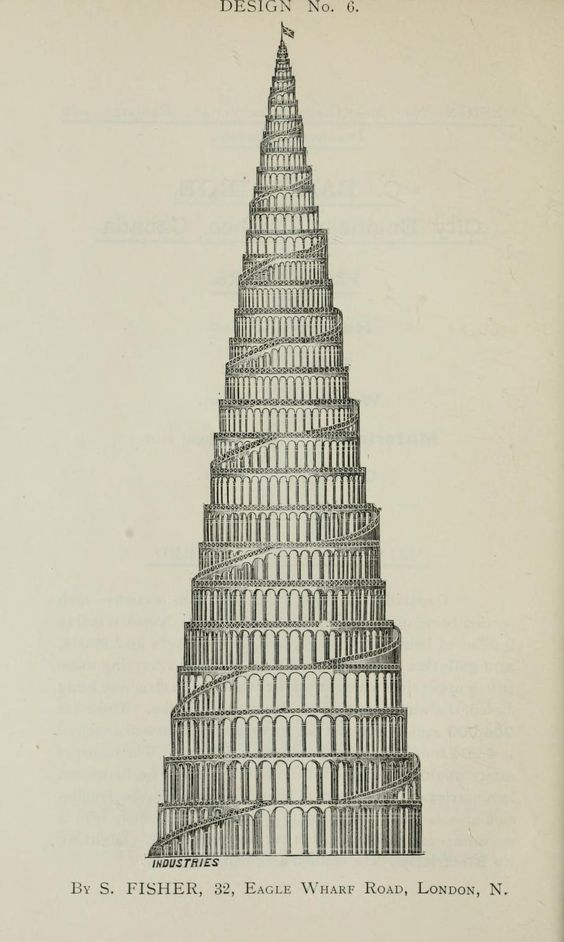 DESIGN No. 6.
INDUSTRIES
By S. FISHER, 32, Eagle Wharf Road, London, N.